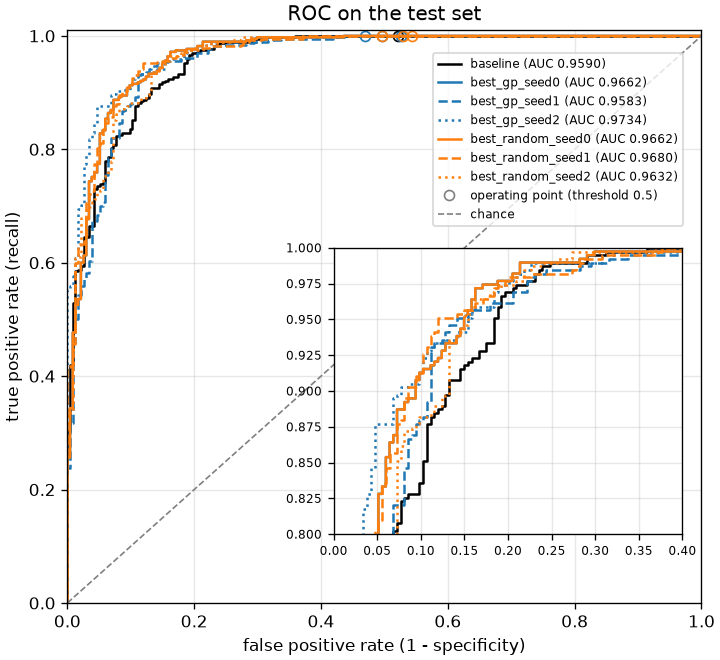 ROC on the test set
true positive rate (recall)
1.0
0.8
0.6
0.4
0.2
0.0
baseline (AUC 0.9590)
best_gp_seed0 (AUC 0.9662)
best_gp_seed1 (AUC 0.9583)
best_gp_seed2 (AUC 0.9734)
best_random_seed0 (AUC 0.9662)
best_random_seed1 (AUC 0.9680)
best_random_seed2 (AUC 0.9632)
operating point (threshold 0.5)
chance
1.000
0.975
0.950
0.925
0.900
0.875
0.850
0.825
0.800
0.00 0.05 0.10 0.15 0.20 0.25 0.30 0.35 0.40
0.0 0.2 0.4 0.6 0.8 1.0
false positive rate (1 - specificity)